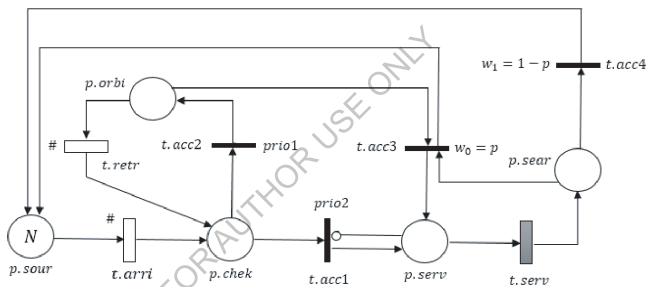 w₁ = 1 − p
t.acc4
p.orbi
#
t.retr
t.acc2
prio1
t.acc3
w₀ = p
p.sear
prio2
#
N
p.sour
t.arri
p.chek
t.acc1
p.serv
t.serv
FOR AUTHOR USE ONLY